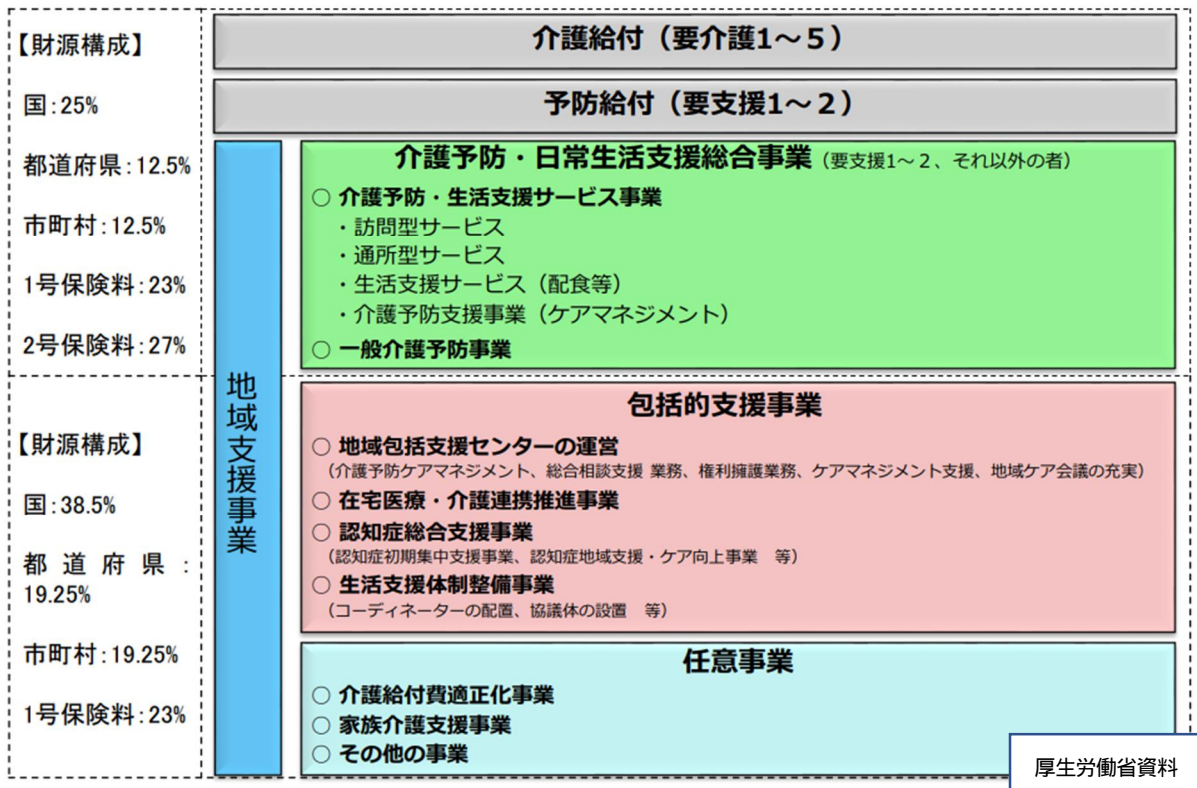 【財源構成】
国:25%
都道府県:12.5%
市町村:12.5%
1号保険料:23%
2号保険料:27%
介護給付（要介護1～５）
予防給付（要支援1～２）
地域支援事業
介護予防・日常生活支援総合事業（要支援1～２、それ以外の者）
○ 介護予防・生活支援サービス事業
・訪問型サービス
・通所型サービス
・生活支援サービス（配食等）
・介護予防支援事業（ケアマネジメント）
○ 一般介護予防事業
【財源構成】
国:38.5%
都道府県:
19.25%
市町村:19.25%
1号保険料:23%
包括的支援事業
○ 地域包括支援センターの運営
（介護予防ケアマネジメント、総合相談支援 業務、権利擁護業務、ケアマネジメント支援、地域ケア会議の充実）
○ 在宅医療・介護連携推進事業
○ 認知症総合支援事業
（認知症初期集中支援事業、認知症地域支援・ケア向上事業　等）
○ 生活支援体制整備事業
（コーディネーターの配置、協議体の設置　等）
任意事業
○ 介護給付費適正化事業
○ 家族介護支援事業
○ その他の事業
厚生労働省資料